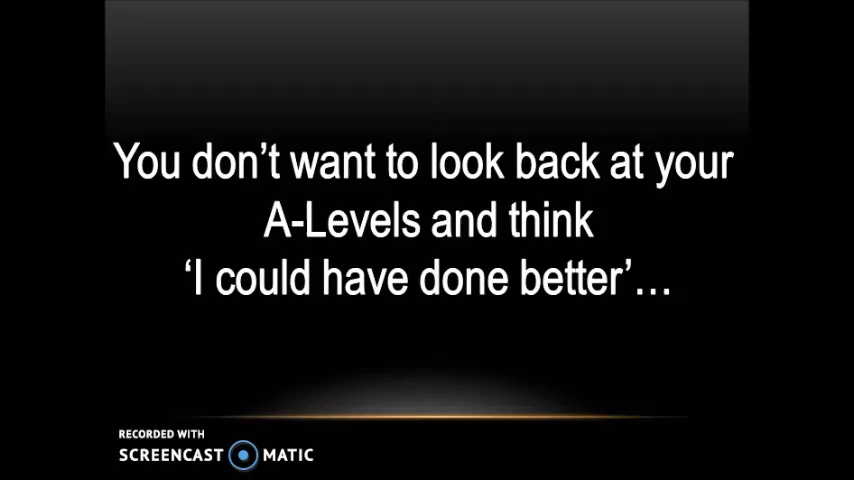 You don’t want to look back at your
A-Levels and think
‘I could have done better’…
RECORDED WITH
SCREENCAST MATIC